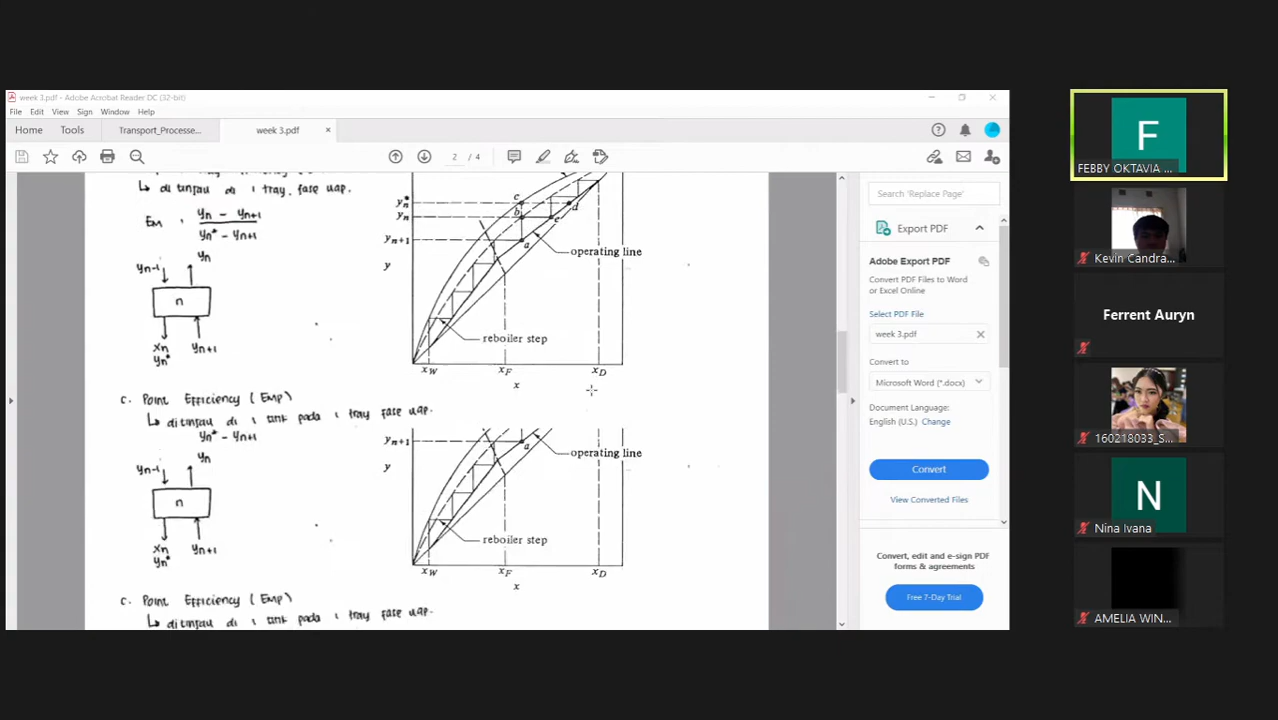 week 3.pdf - Adobe Acrobat Reader DC (32-bit)
File Edit View Sign Window Help
Home Tools Transport_Processe... week 3.pdf ×
2 / 4
↳ ditinjau di 1 tray, fase uap.
Em : yn - yn+1
yn* - yn+1
yn-1 yn
n
xn yn+1
yn*
yn*
yn
yn+1
y
c
b
d
e
a
operating line
reboiler step
xW xF xD
x
c. Point Efficiency (Emp)
↳ ditinjau di 1 titik pada 1 tray fase uap.
yn* - yn+1
yn-1 yn
n
xn yn+1
yn*
yn+1
y
a
operating line
reboiler step
xW xF xD
x
c. Point Efficiency (Emp)
↳ ditinjau di 1 titik pada 1 tray fase uap.
Search 'Replace Page'
Export PDF
Adobe Export PDF
Convert PDF Files to Word
or Excel Online
Select PDF File
week 3.pdf
Convert to
Microsoft Word (*.docx)
Document Language:
English (U.S.) Change
Convert
View Converted Files
Convert, edit and e-sign PDF
forms & agreements
Free 7-Day Trial
F
FEBBY OKTAVIA ...
Kevin Candra...
Ferrent Auryn
160218033_S...
N
Nina Ivana
AMELIA WIN...